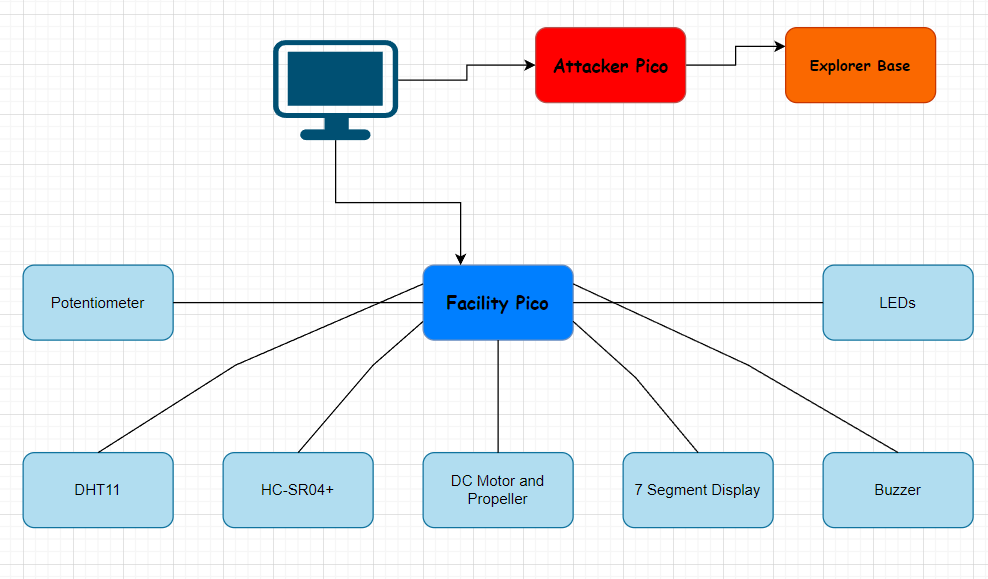 Attacker Pico
Explorer Base
Potentiometer
Facility Pico
LEDs
DHT11
HC-SR04+
DC Motor and
Propeller
7 Segment Display
Buzzer